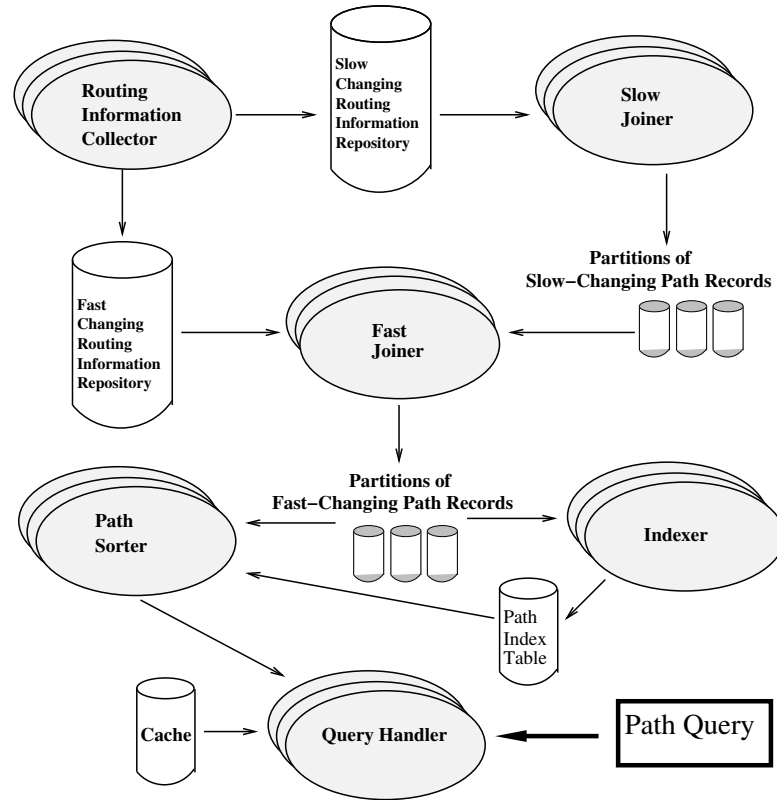 Routing
Information
Collector
Slow
Changing
Routing
Information
Repository
Slow
Joiner
Fast
Changing
Routing
Information
Repository
Fast
Joiner
Partitions of
Slow−Changing Path Records
Partitions of
Fast−Changing Path Records
Path
Sorter
Indexer
Path
Index
Table
Cache
Query Handler
Path Query